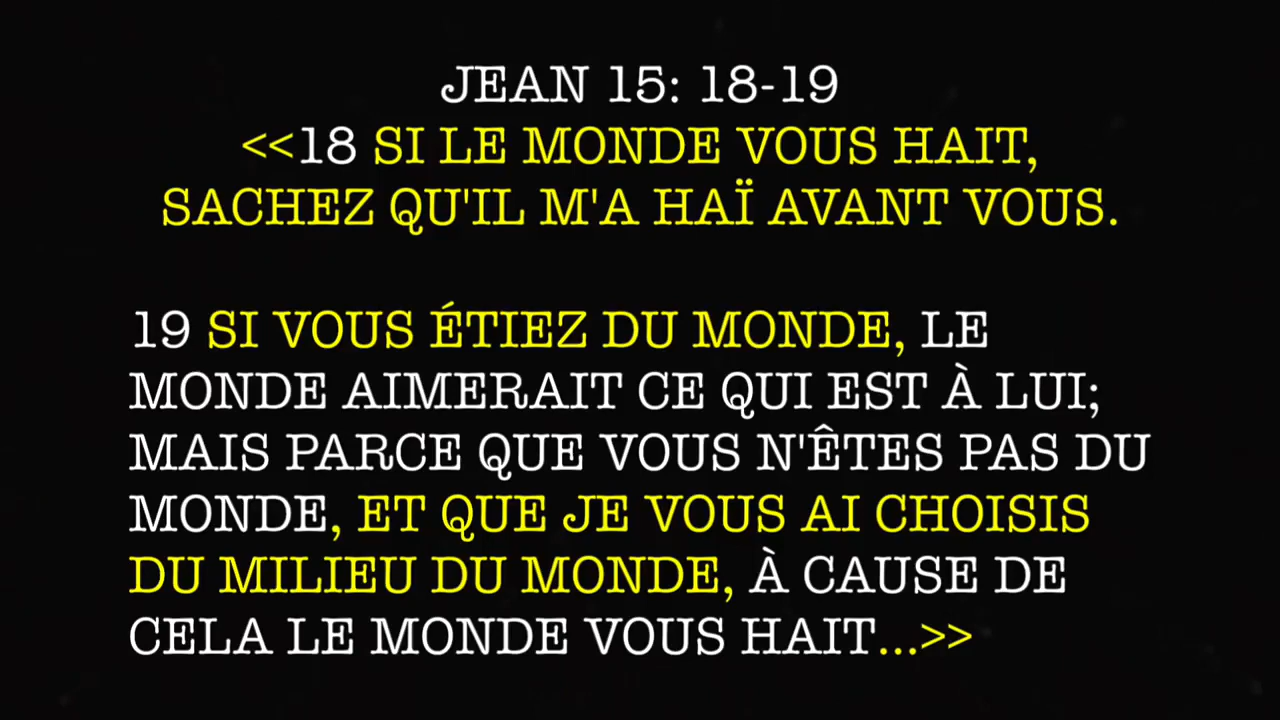 JEAN 15: 18-19
<<18 SI LE MONDE VOUS HAIT,
SACHEZ QU'IL M'A HAÏ AVANT VOUS.
19 SI VOUS ÉTIEZ DU MONDE, LE
MONDE AIMERAIT CE QUI EST À LUI;
MAIS PARCE QUE VOUS N'ÊTES PAS DU
MONDE, ET QUE JE VOUS AI CHOISIS
DU MILIEU DU MONDE, À CAUSE DE
CELA LE MONDE VOUS HAIT...>>